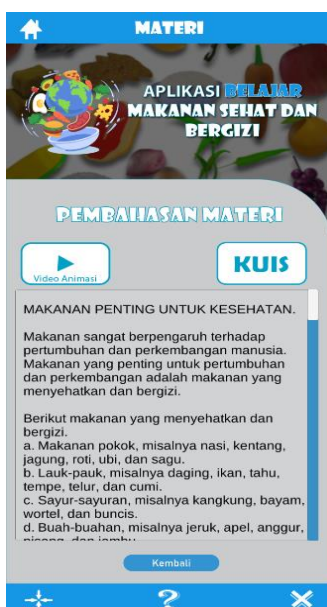 MATERI
APLIKASI BELAJAR
MAKANAN SEHAT DAN
BERGIZI
PEMBAHASAN MATERI
Video Animasi
KUIS
MAKANAN PENTING UNTUK KESEHATAN.
Makanan sangat berpengaruh terhadap
pertumbuhan dan perkembangan manusia.
Makanan yang penting untuk pertumbuhan
dan perkembangan adalah makanan yang
menyehatkan dan bergizi.
Berikut makanan yang menyehatkan dan
bergizi.
a. Makanan pokok, misalnya nasi, kentang,
jagung, roti, ubi, dan sagu.
b. Lauk-pauk, misalnya daging, ikan, tahu,
tempe, telur, dan cumi.
c. Sayur-sayuran, misalnya kangkung, bayam,
wortel, dan buncis.
d. Buah-buahan, misalnya jeruk, apel, anggur,
pisang, dan jambu.
Kembali
?